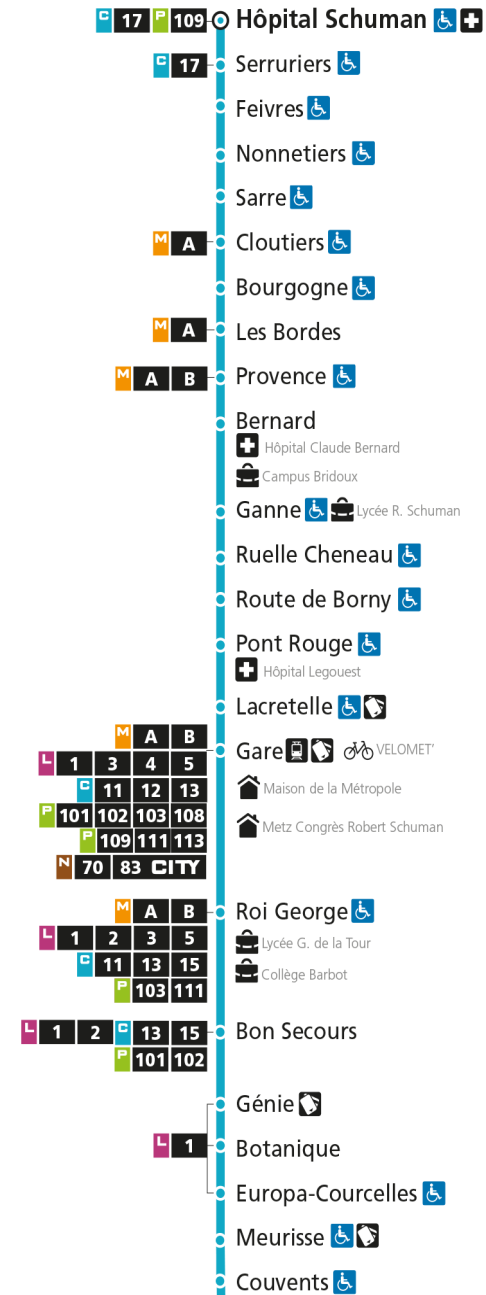 C 17 P 109 Hôpital Schuman
C 17 Serruriers
Feivres
Nonnetiers
Sarre
M A Cloutiers
Bourgogne
M A Les Bordes
M A B Provence
Bernard
Hôpital Claude Bernard
Campus Bridoux
Ganne Lycée R. Schuman
Ruelle Cheneau
Route de Borny
Pont Rouge
Hôpital Legouest
Lacretelle
M A B
Gare VELOMET'
L 1 3 4 5
C 11 12 13
Maison de la Métropole
P 101 102 103 108
Metz Congrès Robert Schuman
P 109 111 113
N 70 83 CITY
M A B Roi George
L 1 2 3 5
Lycée G. de la Tour
C 11 13 15
Collège Barbot
P 103 111
L 1 2 C 13 15 Bon Secours
P 101 102
Génie
L 1 Botanique
Europa-Courcelles
Meurisse
Couvents